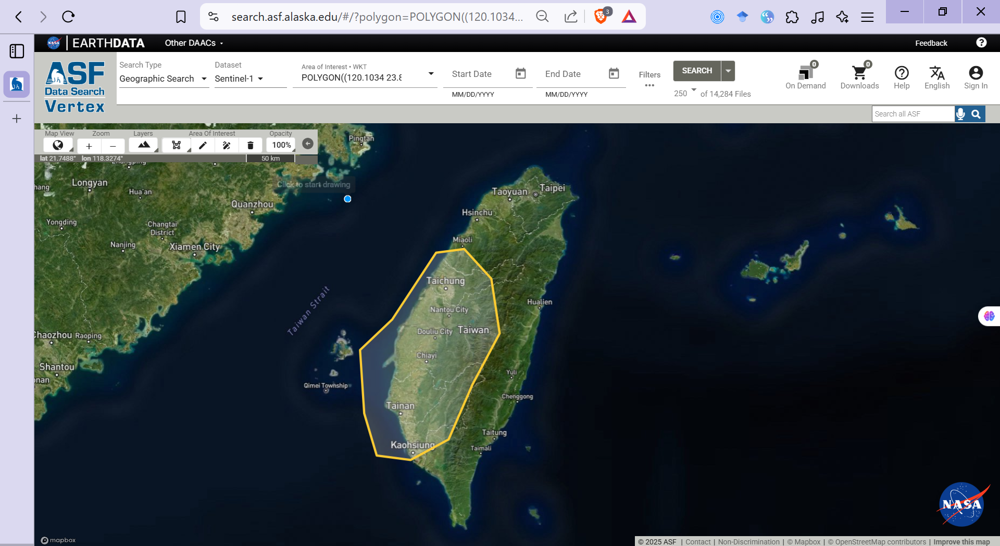 search.asf.alaska.edu/#/?polygon=POLYGON((120.1034...
3
NASA
EARTHDATA
Other DAACs
Feedback
?
ASF
Data Search
Vertex
Search Type
Geographic Search
Dataset
Sentinel-1
Area of Interest • WKT
POLYGON((120.1034 23.8
Start Date
MM/DD/YYYY
End Date
MM/DD/YYYY
Filters
•••
SEARCH
250
of 14,284 Files
0
On Demand
0
Downloads
Help
English
Sign In
Search all ASF
Map View
Zoom
Layers
Area Of Interest
Opacity
+
−
100%
lat 21.7488° lon 118.3274°
50 km
Pingtan
Longyan
Hua'an
Click to start drawing
Quanzhou
Yongding
Changtai
District
Nanjing
Xiamen City
Taoyuan
Taipei
Hsinchu
Miaoli
Taichung
Taiwan Strait
Hualien
Nantou City
Douliu City
Taiwan
Chaozhou
Raoping
Chiayi
Shantou
Yuli
Qimei Township
Chenggong
Tainan
Taitung
Kaohsiung
Taimali
NASA
mapbox
© 2025 ASF | Contact | Non-Discrimination | © Mapbox | © OpenStreetMap contributors | Improve this map